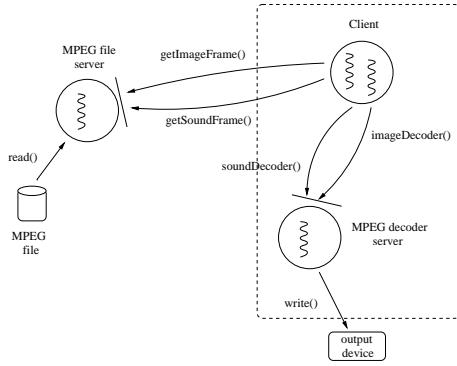 Client
MPEG file
server
getImageFrame()
getSoundFrame()
imageDecoder()
read()
soundDecoder()
MPEG
file
MPEG decoder
server
write()
output
device